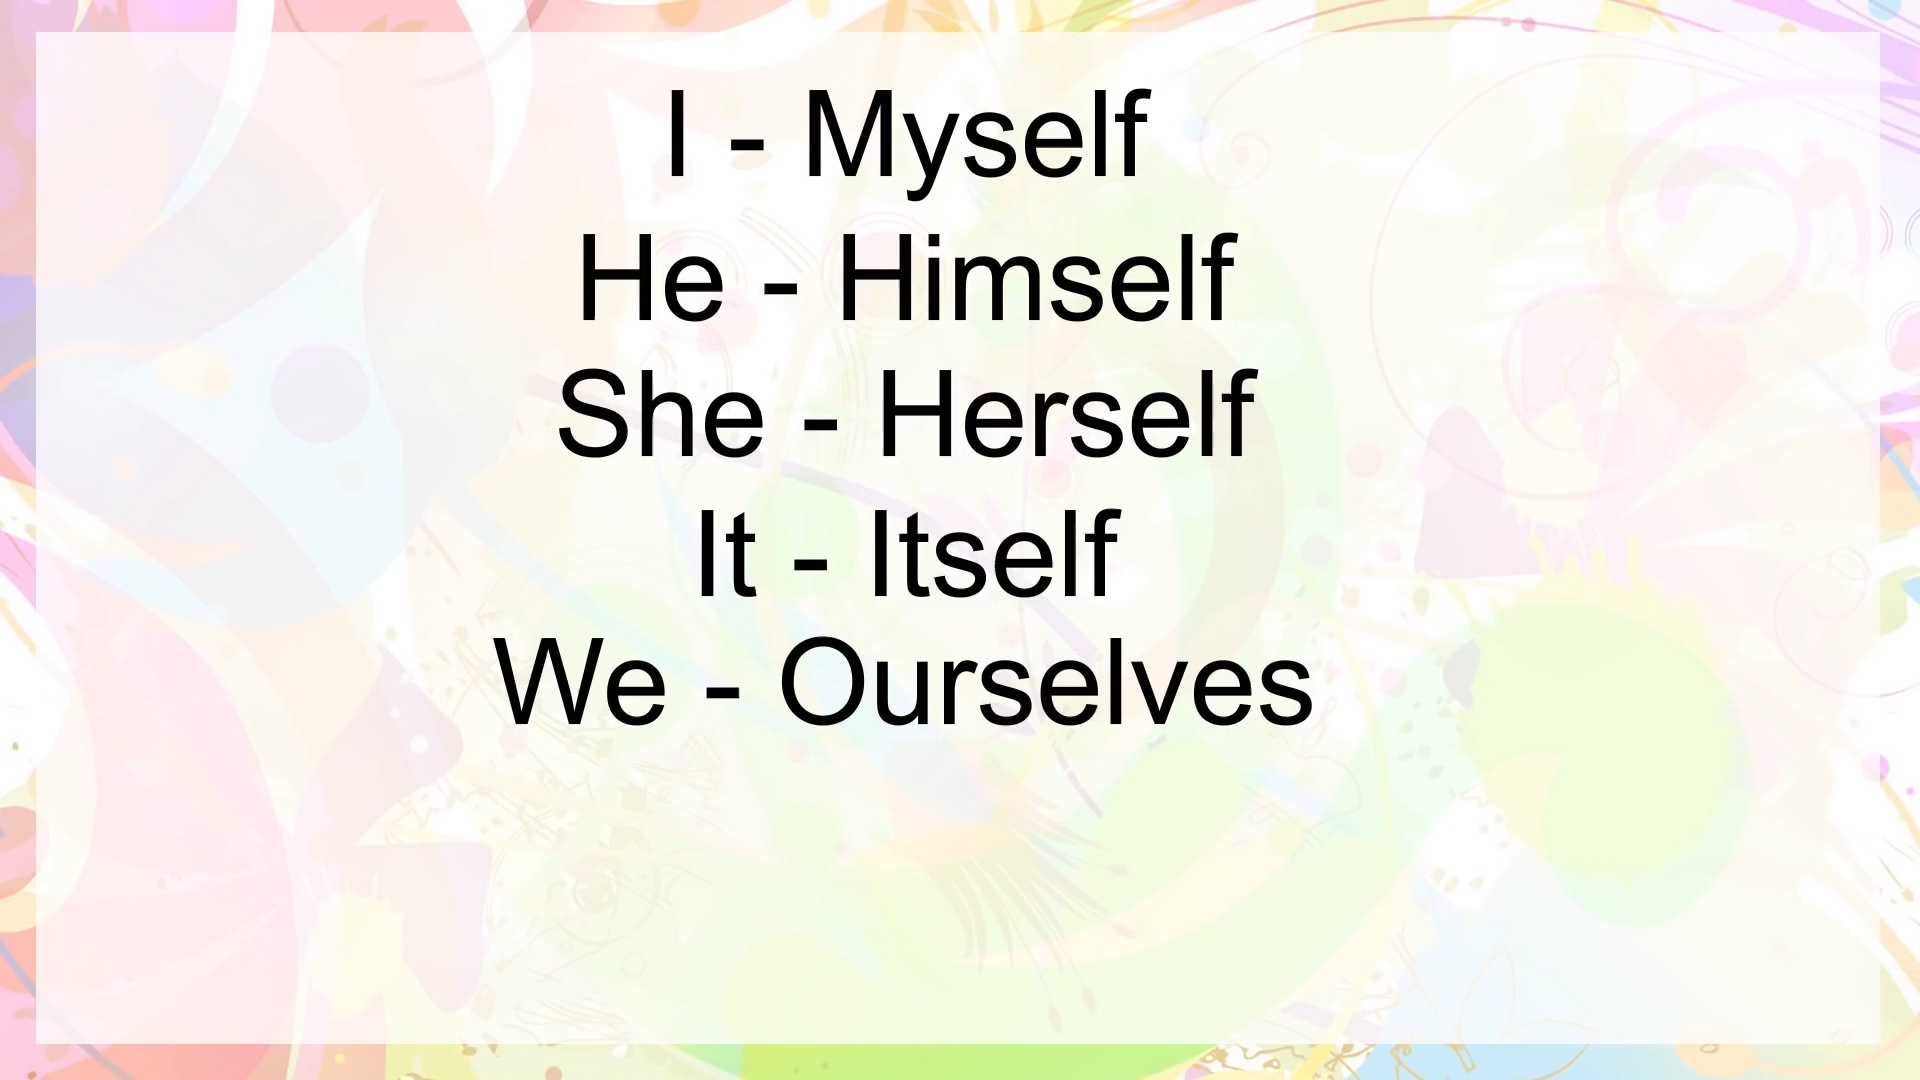 I - Myself
He - Himself
She - Herself
It - Itself
We - Ourselves